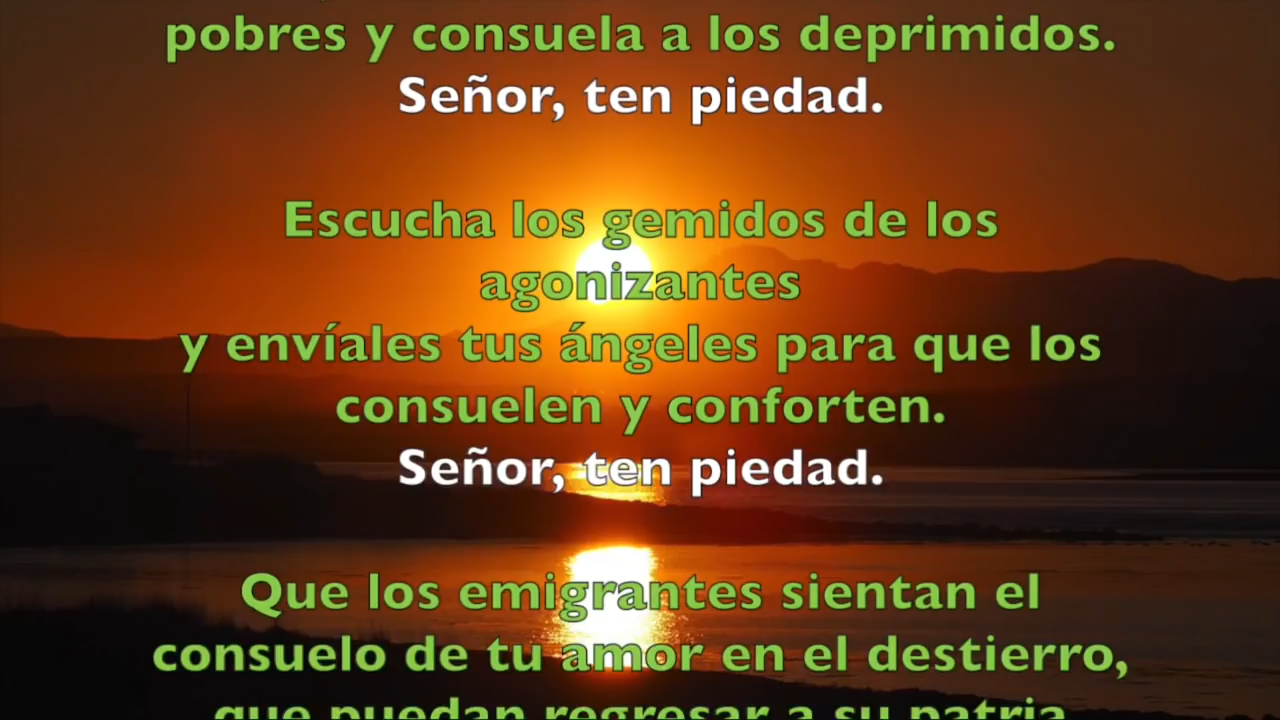 pobres y consuela a los deprimidos.
Señor, ten piedad.
Escucha los gemidos de los
agonizantes
y envíales tus ángeles para que los
consuelen y conforten.
Señor, ten piedad.
Que los emigrantes sientan el
consuelo de tu amor en el destierro,
que puedan regresar a su patria